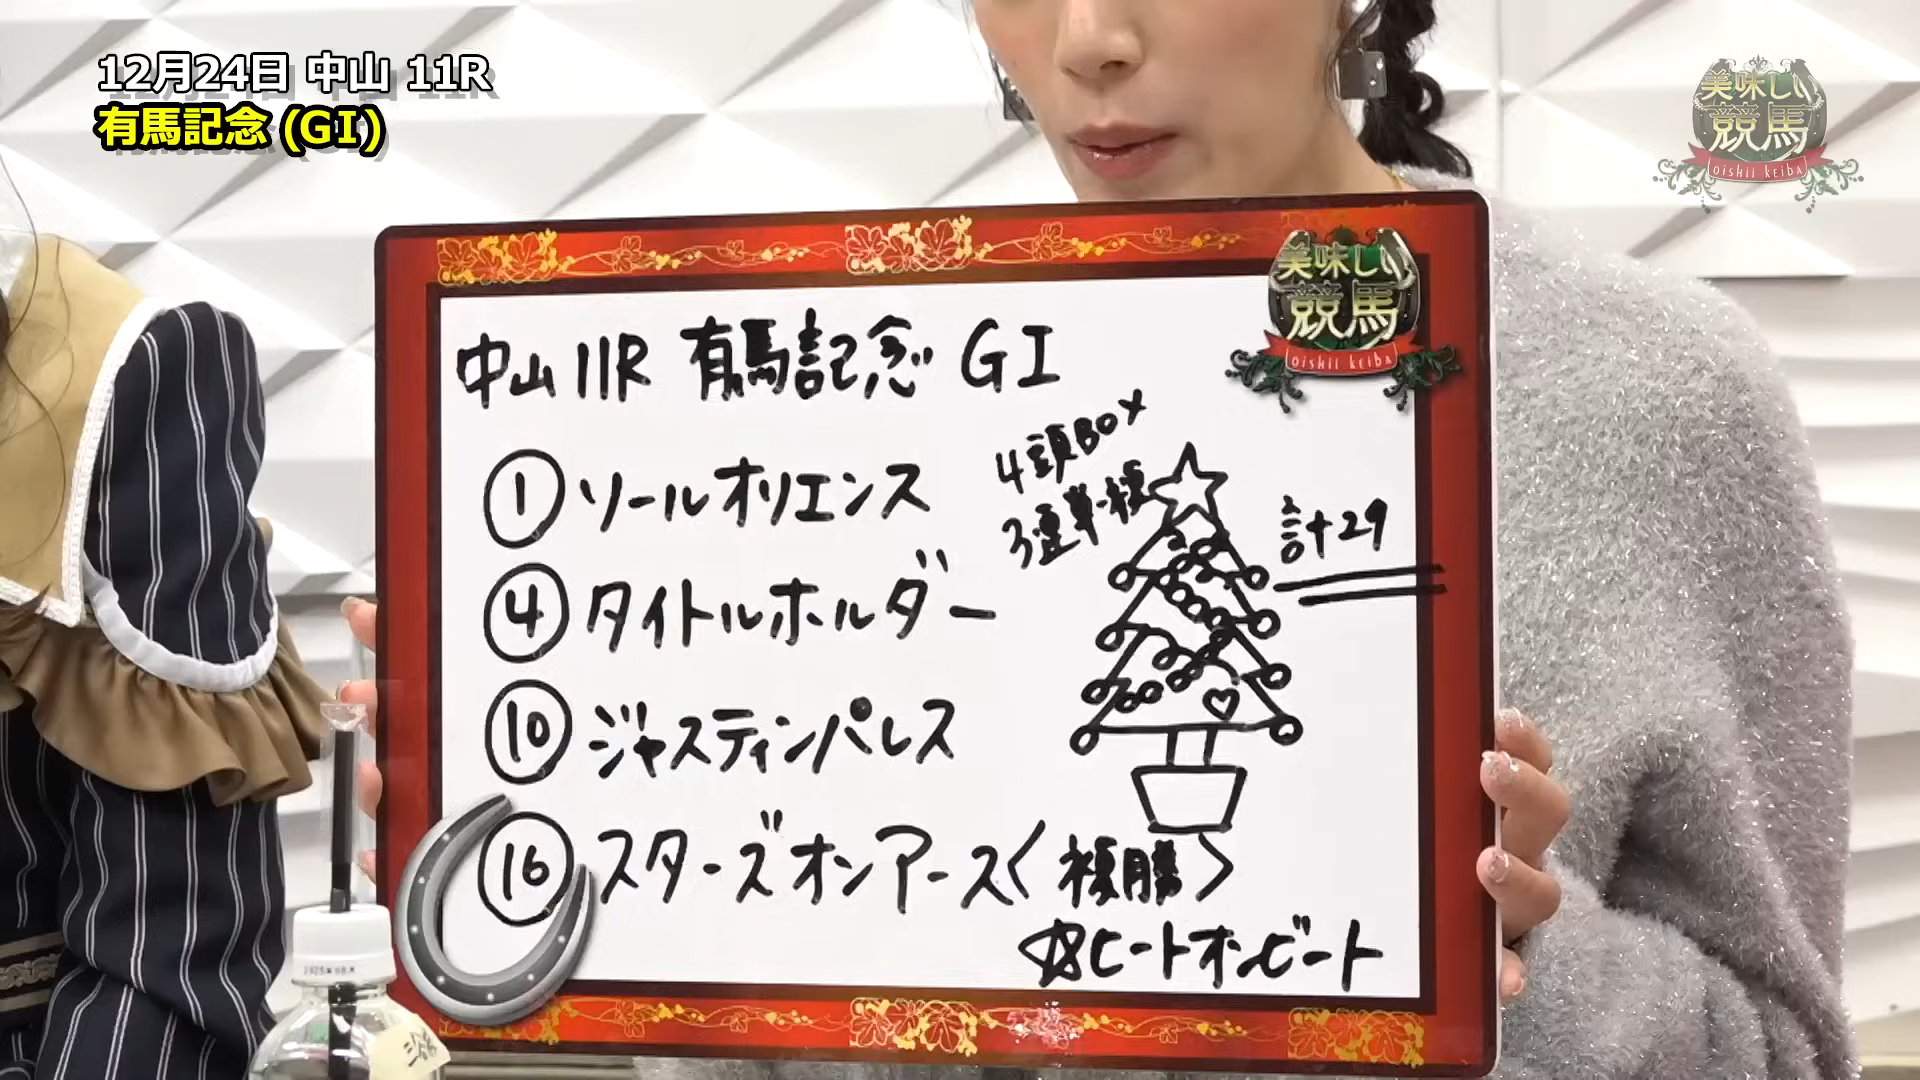 12月24日 中山 11R
有馬記念 (GI)
美味しい
競馬
Oishii Keiba
美味しい
競馬
Oishii Keiba
中山11R 有馬記念 GI
4頭BOX
3連単・複
計29
① ソールオリエンス
④ タイトルホルダー
⑩ ジャスティンパレス
⑯ スターズオンアース〈複勝〉
☆ヒートオンビート